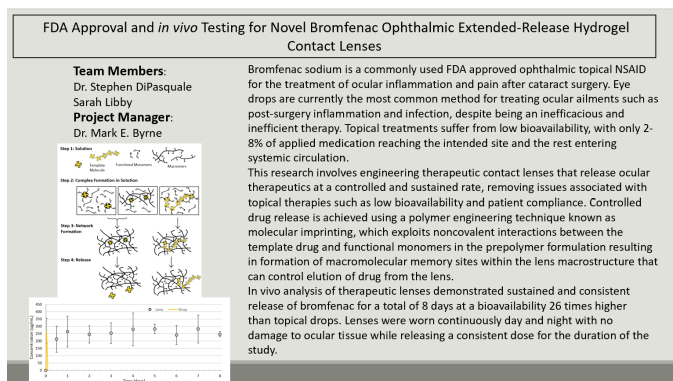 FDA Approval and in vivo Testing for Novel Bromfenac Ophthalmic Extended-Release Hydrogel
Contact Lenses
Team Members:
Dr. Stephen DiPasquale
Sarah Libby
Project Manager:
Dr. Mark E. Byrne
Step 1: Solution
Template
Molecule
Functional Monomers
Macromers
Step 2: Complex Formation in Solution
Step 3: Network
Formation
Step 4: Release
Concentration (ug/mL)
450
400
350
300
250
200
150
100
50
0
Lens
Drop
0
1
2
3
4
5
6
7
8
Time (days)
Bromfenac sodium is a commonly used FDA approved ophthalmic topical NSAID
for the treatment of ocular inflammation and pain after cataract surgery. Eye
drops are currently the most common method for treating ocular ailments such as
post-surgery inflammation and infection, despite being an inefficacious and
inefficient therapy. Topical treatments suffer from low bioavailability, with only 2-
8% of applied medication reaching the intended site and the rest entering
systemic circulation.
This research involves engineering therapeutic contact lenses that release ocular
therapeutics at a controlled and sustained rate, removing issues associated with
topical therapies such as low bioavailability and patient compliance. Controlled
drug release is achieved using a polymer engineering technique known as
molecular imprinting, which exploits noncovalent interactions between the
template drug and functional monomers in the prepolymer formulation resulting
in formation of macromolecular memory sites within the lens macrostructure that
can control elution of drug from the lens.
In vivo analysis of therapeutic lenses demonstrated sustained and consistent
release of bromfenac for a total of 8 days at a bioavailability 26 times higher
than topical drops. Lenses were worn continuously day and night with no
damage to ocular tissue while releasing a consistent dose for the duration of the
study.